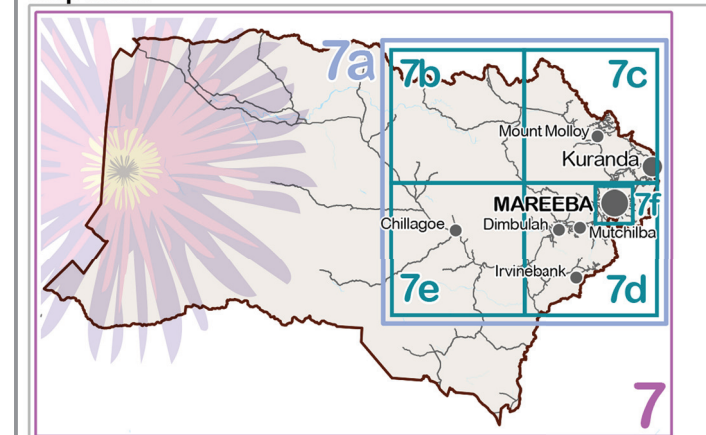 7a
7b
7c
Mount Molloy
Kuranda
MAREEBA
7f
Chillagoe
Dimbulah
Mutchilba
Irvinebank
7e
7d
7